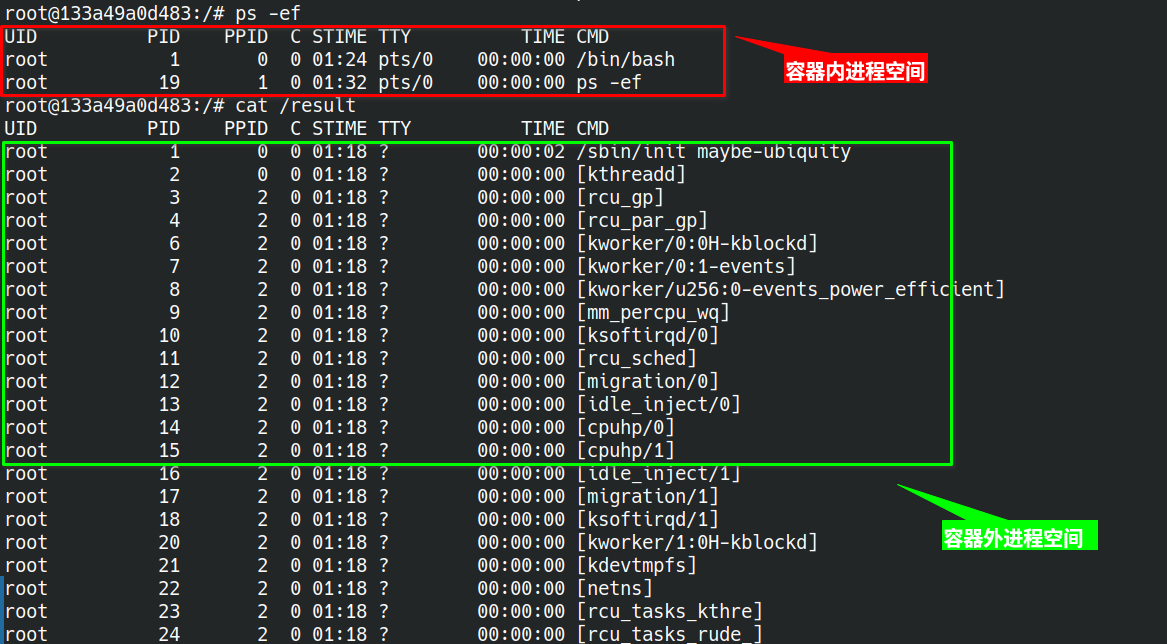 root@133a49a0d483:/# ps -ef
UID PID PPID C STIME TTY TIME CMD
root 1 0 0 01:24 pts/0 00:00:00 /bin/bash
root 19 1 0 01:32 pts/0 00:00:00 ps -ef
容器内进程空间
root@133a49a0d483:/# cat /result
UID PID PPID C STIME TTY TIME CMD
root 1 0 0 01:18 ? 00:00:02 /sbin/init maybe-ubiquity
root 2 0 0 01:18 ? 00:00:00 [kthreadd]
root 3 2 0 01:18 ? 00:00:00 [rcu_gp]
root 4 2 0 01:18 ? 00:00:00 [rcu_par_gp]
root 6 2 0 01:18 ? 00:00:00 [kworker/0:0H-kblockd]
root 7 2 0 01:18 ? 00:00:00 [kworker/0:1-events]
root 8 2 0 01:18 ? 00:00:00 [kworker/u256:0-events_power_efficient]
root 9 2 0 01:18 ? 00:00:00 [mm_percpu_wq]
root 10 2 0 01:18 ? 00:00:00 [ksoftirqd/0]
root 11 2 0 01:18 ? 00:00:00 [rcu_sched]
root 12 2 0 01:18 ? 00:00:00 [migration/0]
root 13 2 0 01:18 ? 00:00:00 [idle_inject/0]
root 14 2 0 01:18 ? 00:00:00 [cpuhp/0]
root 15 2 0 01:18 ? 00:00:00 [cpuhp/1]
root 16 2 0 01:18 ? 00:00:00 [idle_inject/1]
root 17 2 0 01:18 ? 00:00:00 [migration/1]
root 18 2 0 01:18 ? 00:00:00 [ksoftirqd/1]
容器外进程空间
root 20 2 0 01:18 ? 00:00:00 [kworker/1:0H-kblockd]
root 21 2 0 01:18 ? 00:00:00 [kdevtmpfs]
root 22 2 0 01:18 ? 00:00:00 [netns]
root 23 2 0 01:18 ? 00:00:00 [rcu_tasks_kthre]
root 24 2 0 01:18 ? 00:00:00 [rcu_tasks_rude_]